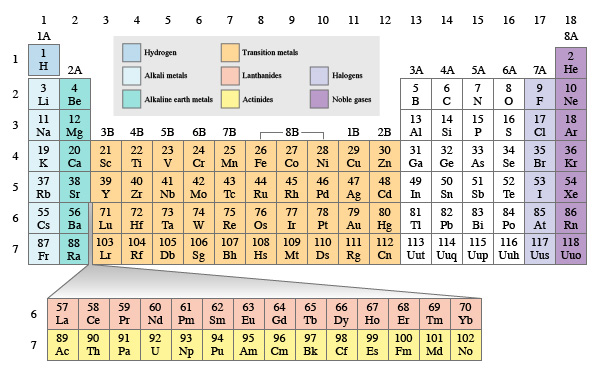 1 2 3 4 5 6 7 8 9 10 11 12 13 14 15 16 17 18
1A 8A
Hydrogen Transition metals
Alkali metals Lanthanides Halogens
Alkaline earth metals Actinides Noble gases
1 1 2
H He
2A 3A 4A 5A 6A 7A
2 3 4 5 6 7 8 9 10
Li Be B C N O F Ne
3 11 12 13 14 15 16 17 18
Na Mg Al Si P S Cl Ar
3B 4B 5B 6B 7B 8B 1B 2B
4 19 20 21 22 23 24 25 26 27 28 29 30 31 32 33 34 35 36
K Ca Sc Ti V Cr Mn Fe Co Ni Cu Zn Ga Ge As Se Br Kr
5 37 38 39 40 41 42 43 44 45 46 47 48 49 50 51 52 53 54
Rb Sr Y Zr Nb Mo Tc Ru Rh Pd Ag Cd In Sn Sb Te I Xe
6 55 56 71 72 73 74 75 76 77 78 79 80 81 82 83 84 85 86
Cs Ba Lu Hf Ta W Re Os Ir Pt Au Hg Tl Pb Bi Po At Rn
7 87 88 103 104 105 106 107 108 109 110 111 112 113 114 115 116 117 118
Fr Ra Lr Rf Db Sg Bh Hs Mt Ds Rg Cn Uut Uuq Uup Uuh Uus Uuo
6 57 58 59 60 61 62 63 64 65 66 67 68 69 70
La Ce Pr Nd Pm Sm Eu Gd Tb Dy Ho Er Tm Yb
7 89 90 91 92 93 94 95 96 97 98 99 100 101 102
Ac Th Pa U Np Pu Am Cm Bk Cf Es Fm Md No